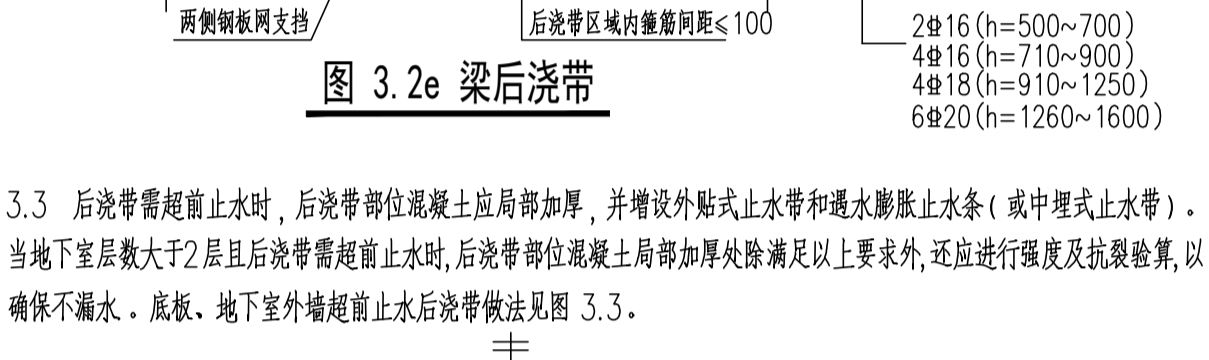 两侧钢板网支挡
后浇带区域内箍筋间距≤100
2Φ16(h=500~700)
4Φ16(h=710~900)
4Φ18(h=910~1250)
6Φ20(h=1260~1600)
图 3.2e 梁后浇带
3.3 后浇带需超前止水时，后浇带部位混凝土应局部加厚，并增设外贴式止水带和遇水膨胀止水条(或中埋式止水带)。
当地下室层数大于2层且后浇带需超前止水时,后浇带部位混凝土局部加厚处除满足以上要求外,还应进行强度及抗裂验算,以
确保不漏水。底板、地下室外墙超前止水后浇带做法见图 3.3。